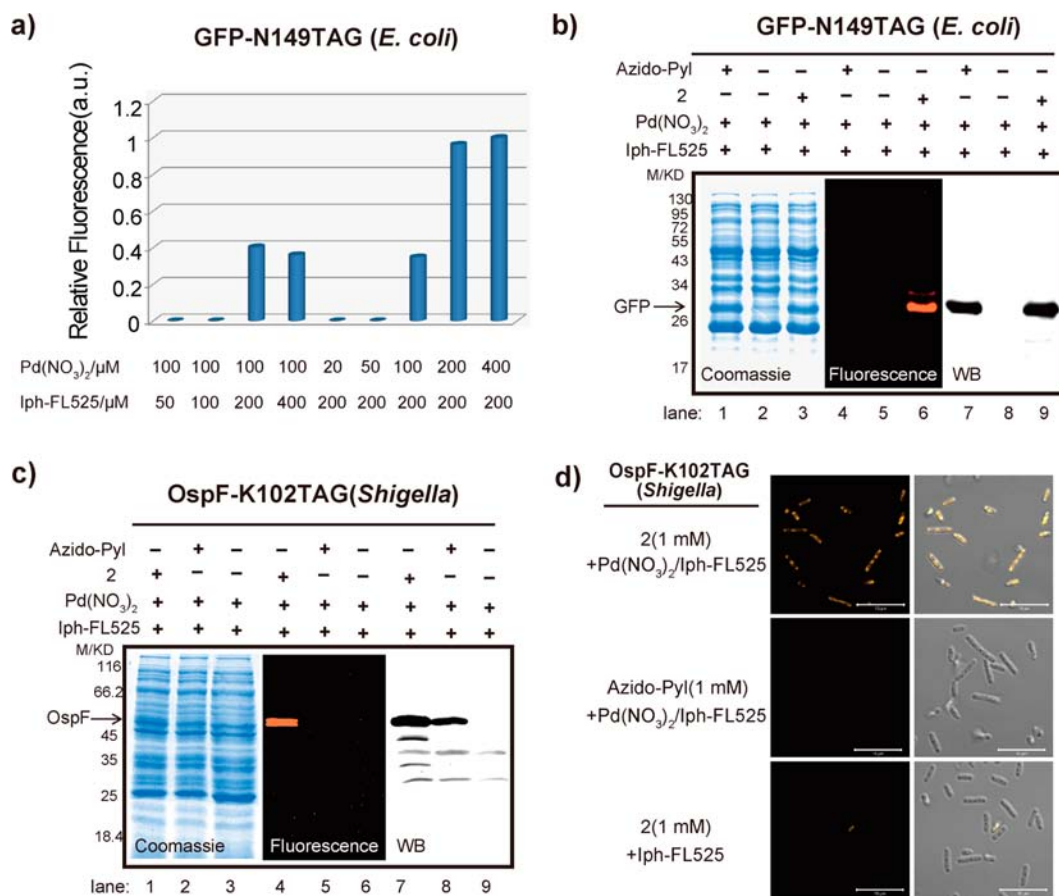 a)
GFP-N149TAG (E. coli)
Relative Fluorescence(a.u.)
1.2
1
0.8
0.6
0.4
0.2
0
Pd(NO₃)₂/μM 100 100 100 100 20 50 100 200 400
Iph-FL525/μM 50 100 200 400 200 200 200 200 200
b)
GFP-N149TAG (E. coli)
Azido-Pyl + – – + – – + – –
2 – – + – – + – – +
Pd(NO₃)₂ + + + + + + + + +
Iph-FL525 + + + + + + + + +
M/KD
130
95
72
55
43
34
GFP
26
17
Coomassie Fluorescence WB
lane: 1 2 3 4 5 6 7 8 9
c)
OspF-K102TAG(Shigella)
Azido-Pyl – + – – + – – + –
2 + – – + – – + – –
Pd(NO₃)₂ + + + + + + + + +
Iph-FL525 + + + + + + + + +
M/KD
116
66.2
OspF
45
35
25
18.4
Coomassie Fluorescence WB
lane: 1 2 3 4 5 6 7 8 9
d)
OspF-K102TAG
(Shigella)
2(1 mM)
+Pd(NO₃)₂/Iph-FL525
Azido-Pyl(1 mM)
+Pd(NO₃)₂/Iph-FL525
2(1 mM)
+Iph-FL525